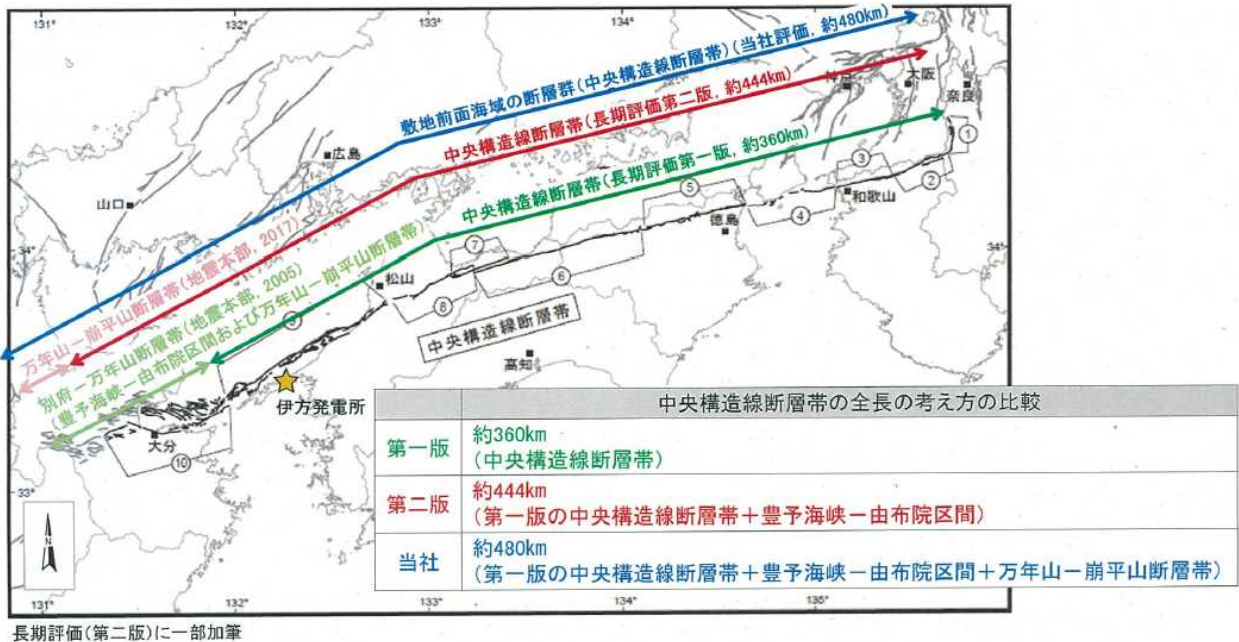 131°
132°
133°
134°
135°
敷地前面海域の断層群(中央構造線断層帯)(当社評価, 約480km)
中央構造線断層帯(長期評価第二版, 約444km)
中央構造線断層帯(長期評価第一版, 約360km)
神戸
大阪
奈良
広島
山口
①
③
②
和歌山
⑤
④
徳島
34°
34°
⑦
⑥
松山
⑧
中央構造線断層帯
万年山-崩平山断層帯(地震本部, 2017)
別府-万年山断層帯(地震本部, 2005)
(豊予海峡-由布院区間および万年山-崩平山断層帯)
⑨
高知
伊方発電所
大分
⑩
33°
N
中央構造線断層帯の全長の考え方の比較
第一版
約360km
(中央構造線断層帯)
第二版
約444km
(第一版の中央構造線断層帯+豊予海峡-由布院区間)
当社
約480km
(第一版の中央構造線断層帯+豊予海峡-由布院区間+万年山-崩平山断層帯)
131°
132°
133°
134°
135°
長期評価(第二版)に一部加筆